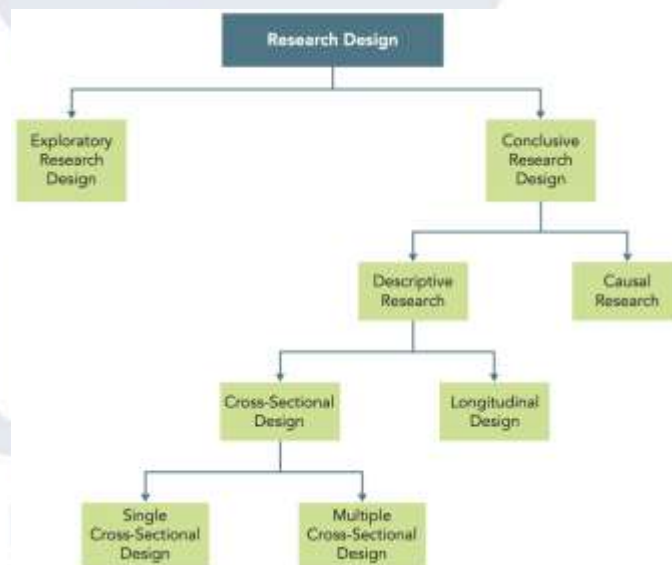 Research Design
Exploratory
Research
Design
Conclusive
Research
Design
Descriptive
Research
Causal
Research
Cross-Sectional
Design
Longitudinal
Design
Single
Cross-Sectional
Design
Multiple
Cross-Sectional
Design